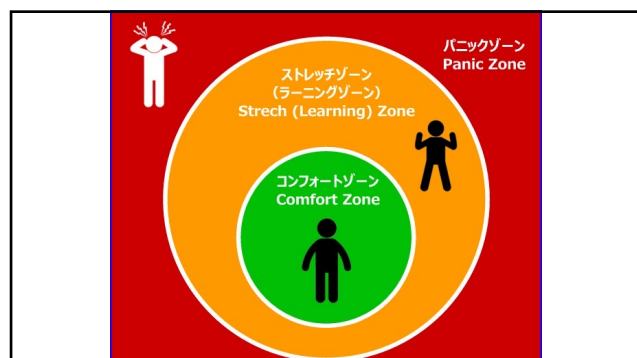 パニックゾーン
Panic Zone
ストレッチゾーン
(ラーニングゾーン)
Strech (Learning) Zone
コンフォートゾーン
Comfort Zone